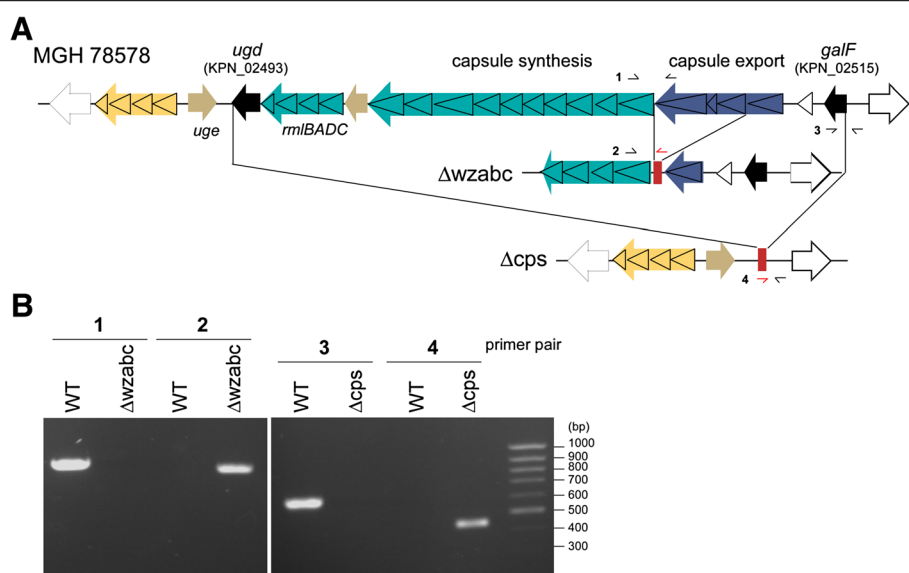 A
MGH 78578
ugd
(KPN_02493)
capsule synthesis
capsule export
galF
(KPN_02515)
1
uge
rmlBADC
3
2
Δwzabc
Δcps
4
B
1
2
3
4
primer pair
WT
Δwzabc
WT
Δwzabc
WT
Δcps
WT
Δcps
(bp)
1000
900
800
700
600
500
400
300